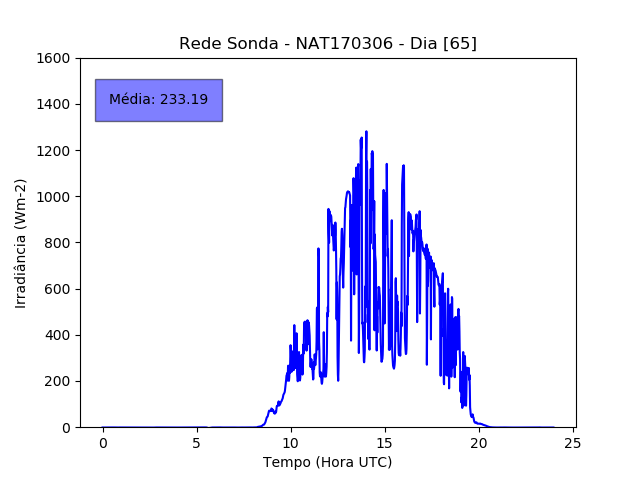 Rede Sonda - NAT170306 - Dia [65]
1600
1400
1200
1000
800
600
400
200
0
Média: 233.19
Irradiância (Wm-2)
0 5 10 15 20 25
Tempo (Hora UTC)